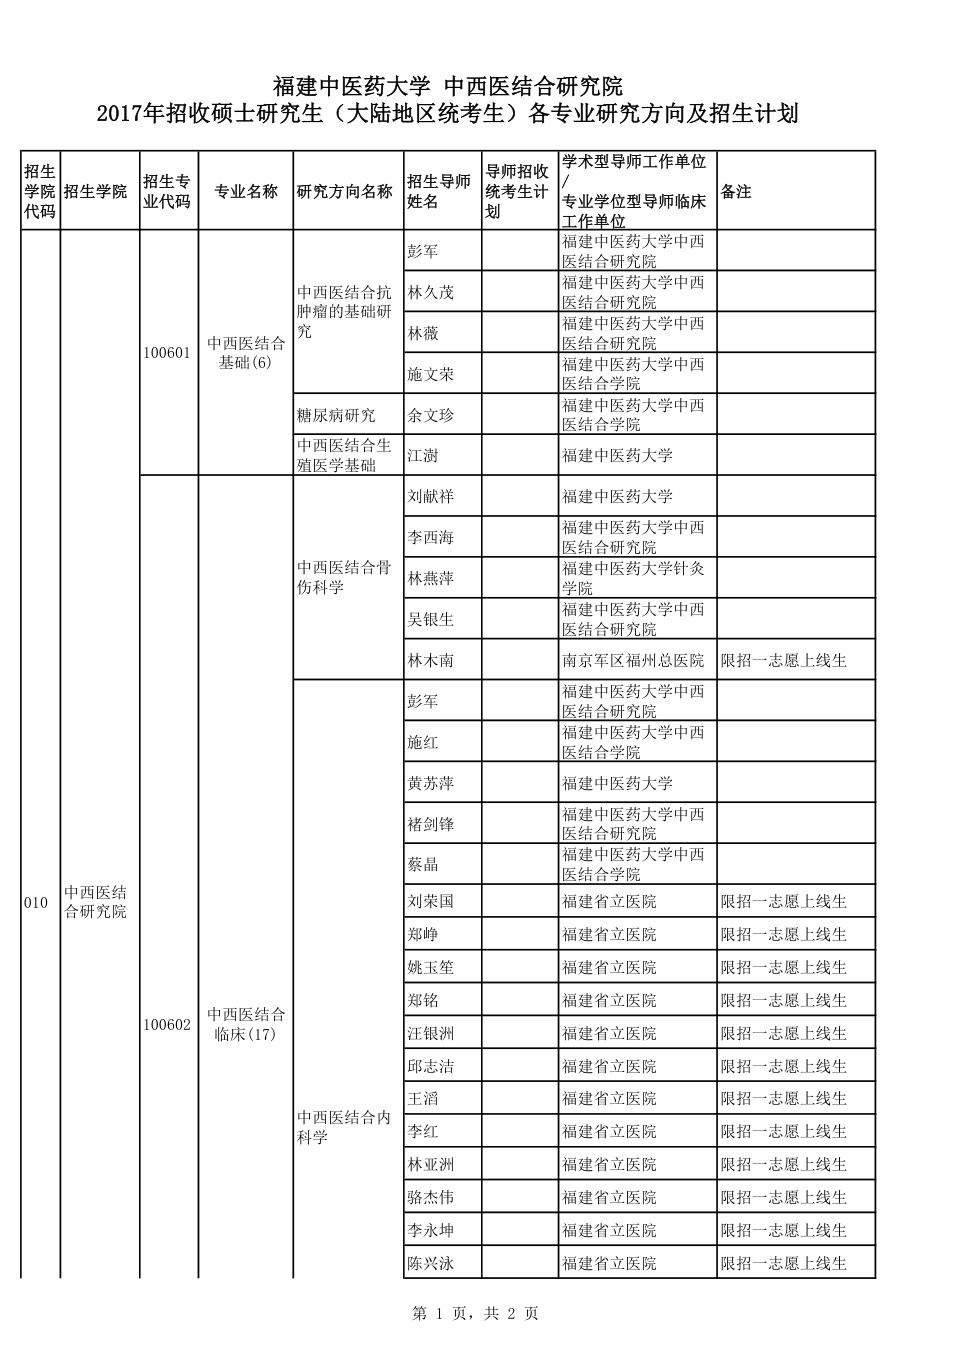 福建中医药大学 中西医结合研究院
2017年招收硕士研究生（大陆地区统考生）各专业研究方向及招生计划
招生
学院
代码
招生学院
招生专
业代码
专业名称
研究方向名称
招生导师
姓名
导师招收
统考生计
划
学术型导师工作单位
/
专业学位型导师临床
工作单位
备注
010
中西医结
合研究院
100601
中西医结合
基础(6)
中西医结合抗
肿瘤的基础研
究
彭军
福建中医药大学中西
医结合研究院
林久茂
福建中医药大学中西
医结合研究院
林薇
福建中医药大学中西
医结合研究院
施文荣
福建中医药大学中西
医结合学院
糖尿病研究
余文珍
福建中医药大学中西
医结合学院
中西医结合生
殖医学基础
江澍
福建中医药大学
100602
中西医结合
临床(17)
中西医结合骨
伤科学
刘献祥
福建中医药大学
李西海
福建中医药大学中西
医结合研究院
林燕萍
福建中医药大学针灸
学院
吴银生
福建中医药大学中西
医结合研究院
林木南
南京军区福州总医院
限招一志愿上线生
中西医结合内
科学
彭军
福建中医药大学中西
医结合研究院
施红
福建中医药大学中西
医结合学院
黄苏萍
福建中医药大学
褚剑锋
福建中医药大学中西
医结合研究院
蔡晶
福建中医药大学中西
医结合学院
刘荣国
福建省立医院
限招一志愿上线生
郑峥
福建省立医院
限招一志愿上线生
姚玉笙
福建省立医院
限招一志愿上线生
郑铭
福建省立医院
限招一志愿上线生
汪银洲
福建省立医院
限招一志愿上线生
邱志洁
福建省立医院
限招一志愿上线生
王滔
福建省立医院
限招一志愿上线生
李红
福建省立医院
限招一志愿上线生
林亚洲
福建省立医院
限招一志愿上线生
骆杰伟
福建省立医院
限招一志愿上线生
李永坤
福建省立医院
限招一志愿上线生
陈兴泳
福建省立医院
限招一志愿上线生
第 1 页，共 2 页